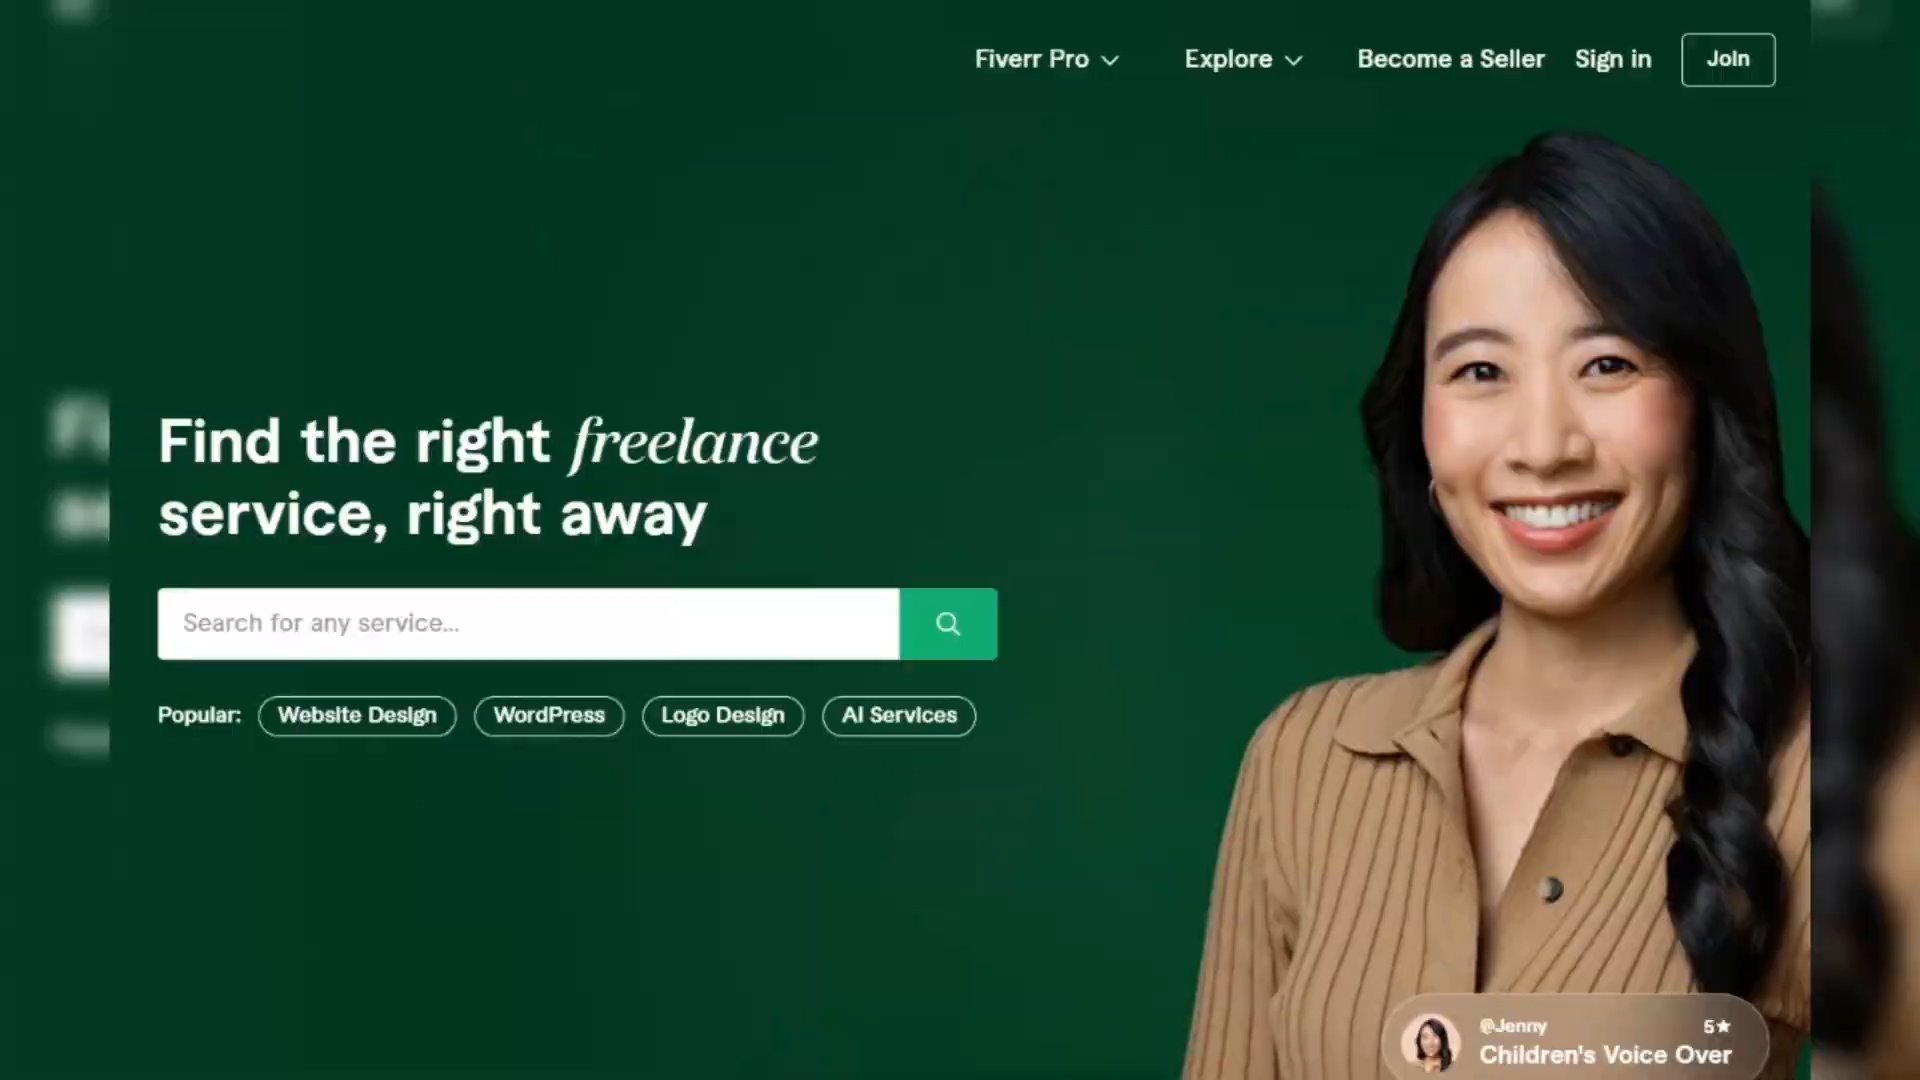 Fiverr Pro
Explore
Become a Seller
Sign in
Join
Find the right freelance
service, right away
Search for any service...
Popular:
Website Design
WordPress
Logo Design
AI Services
@Jenny
5★
Children's Voice Over